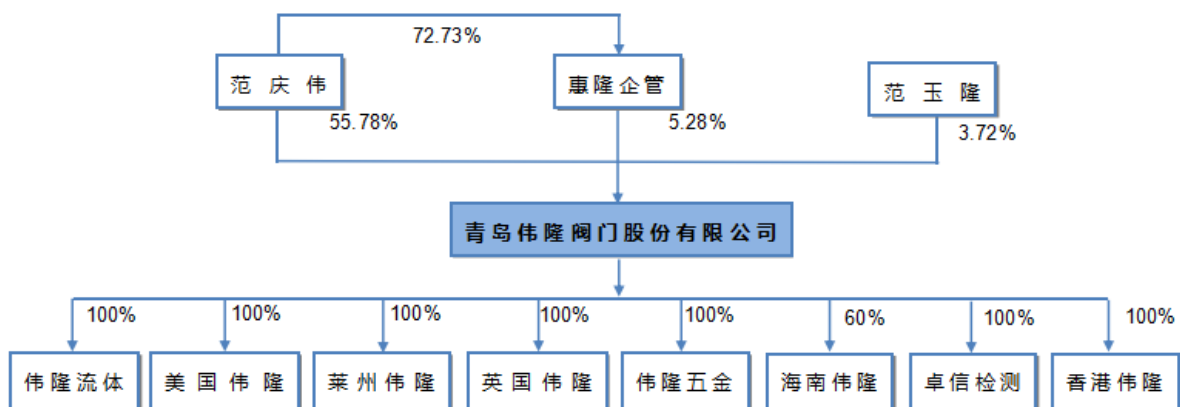 72.73%
范庆伟
惠隆企管
范玉隆
55.78%
5.28%
3.72%
青岛伟隆阀门股份有限公司
100%
100%
100%
100%
100%
60%
100%
100%
伟隆流体
美国伟隆
莱州伟隆
英国伟隆
伟隆五金
海南伟隆
卓信检测
香港伟隆